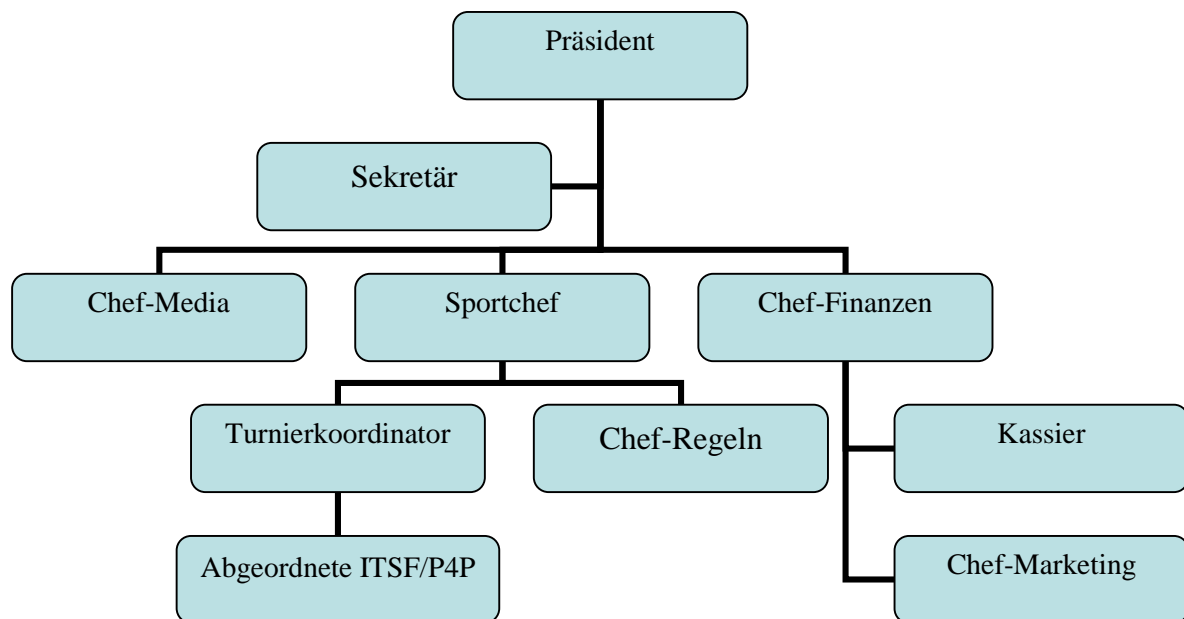 Präsident
Sekretär
Chef-Media
Sportchef
Chef-Finanzen
Turnierkoordinator
Chef-Regeln
Kassier
Abgeordnete ITSF/P4P
Chef-Marketing